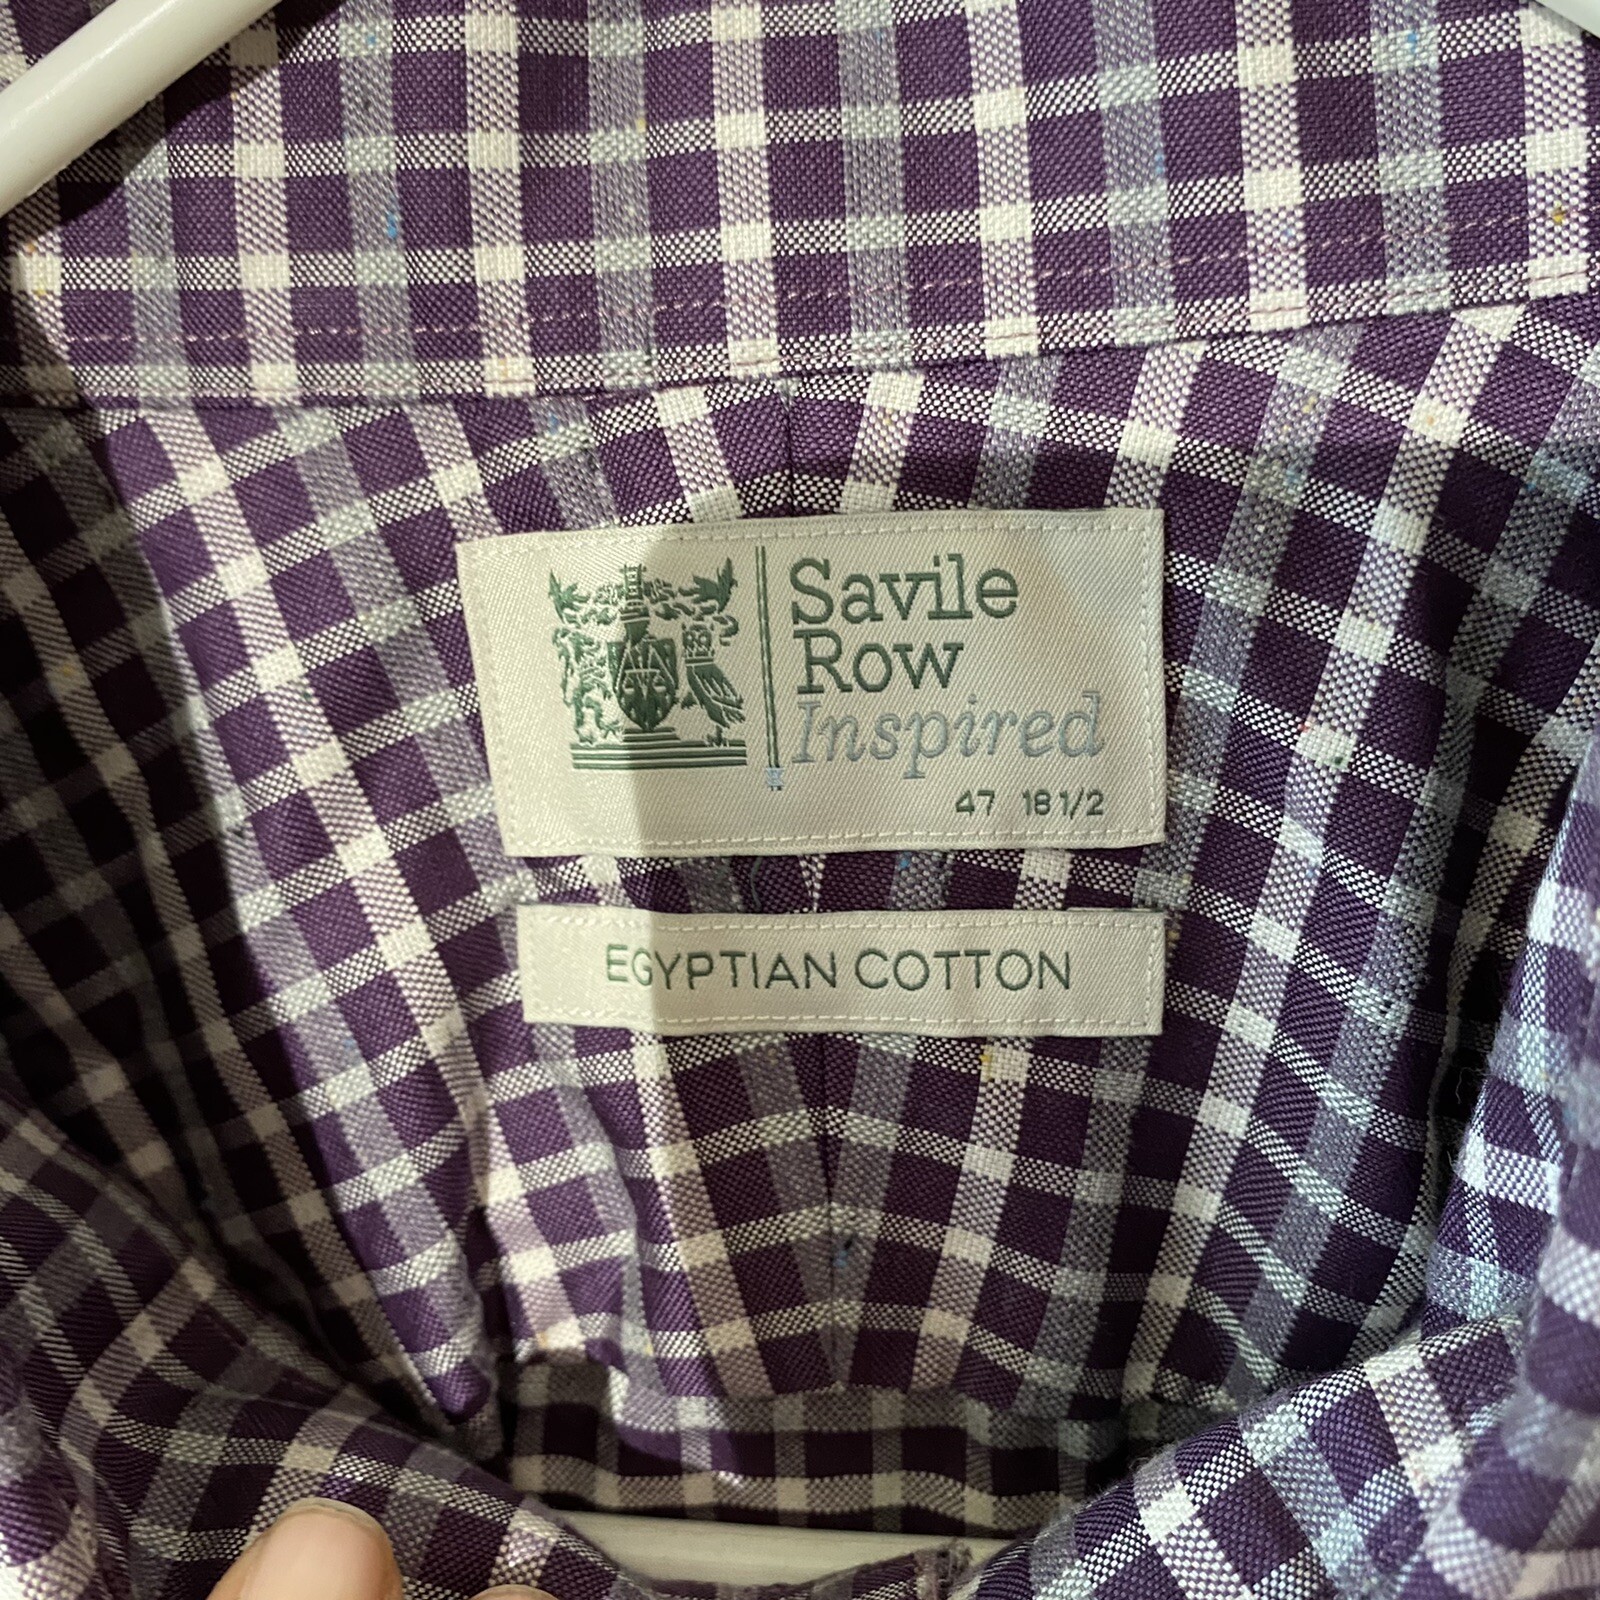 Savile
Row
Inspired
47 18 1/2
EGYPTIAN COTTON